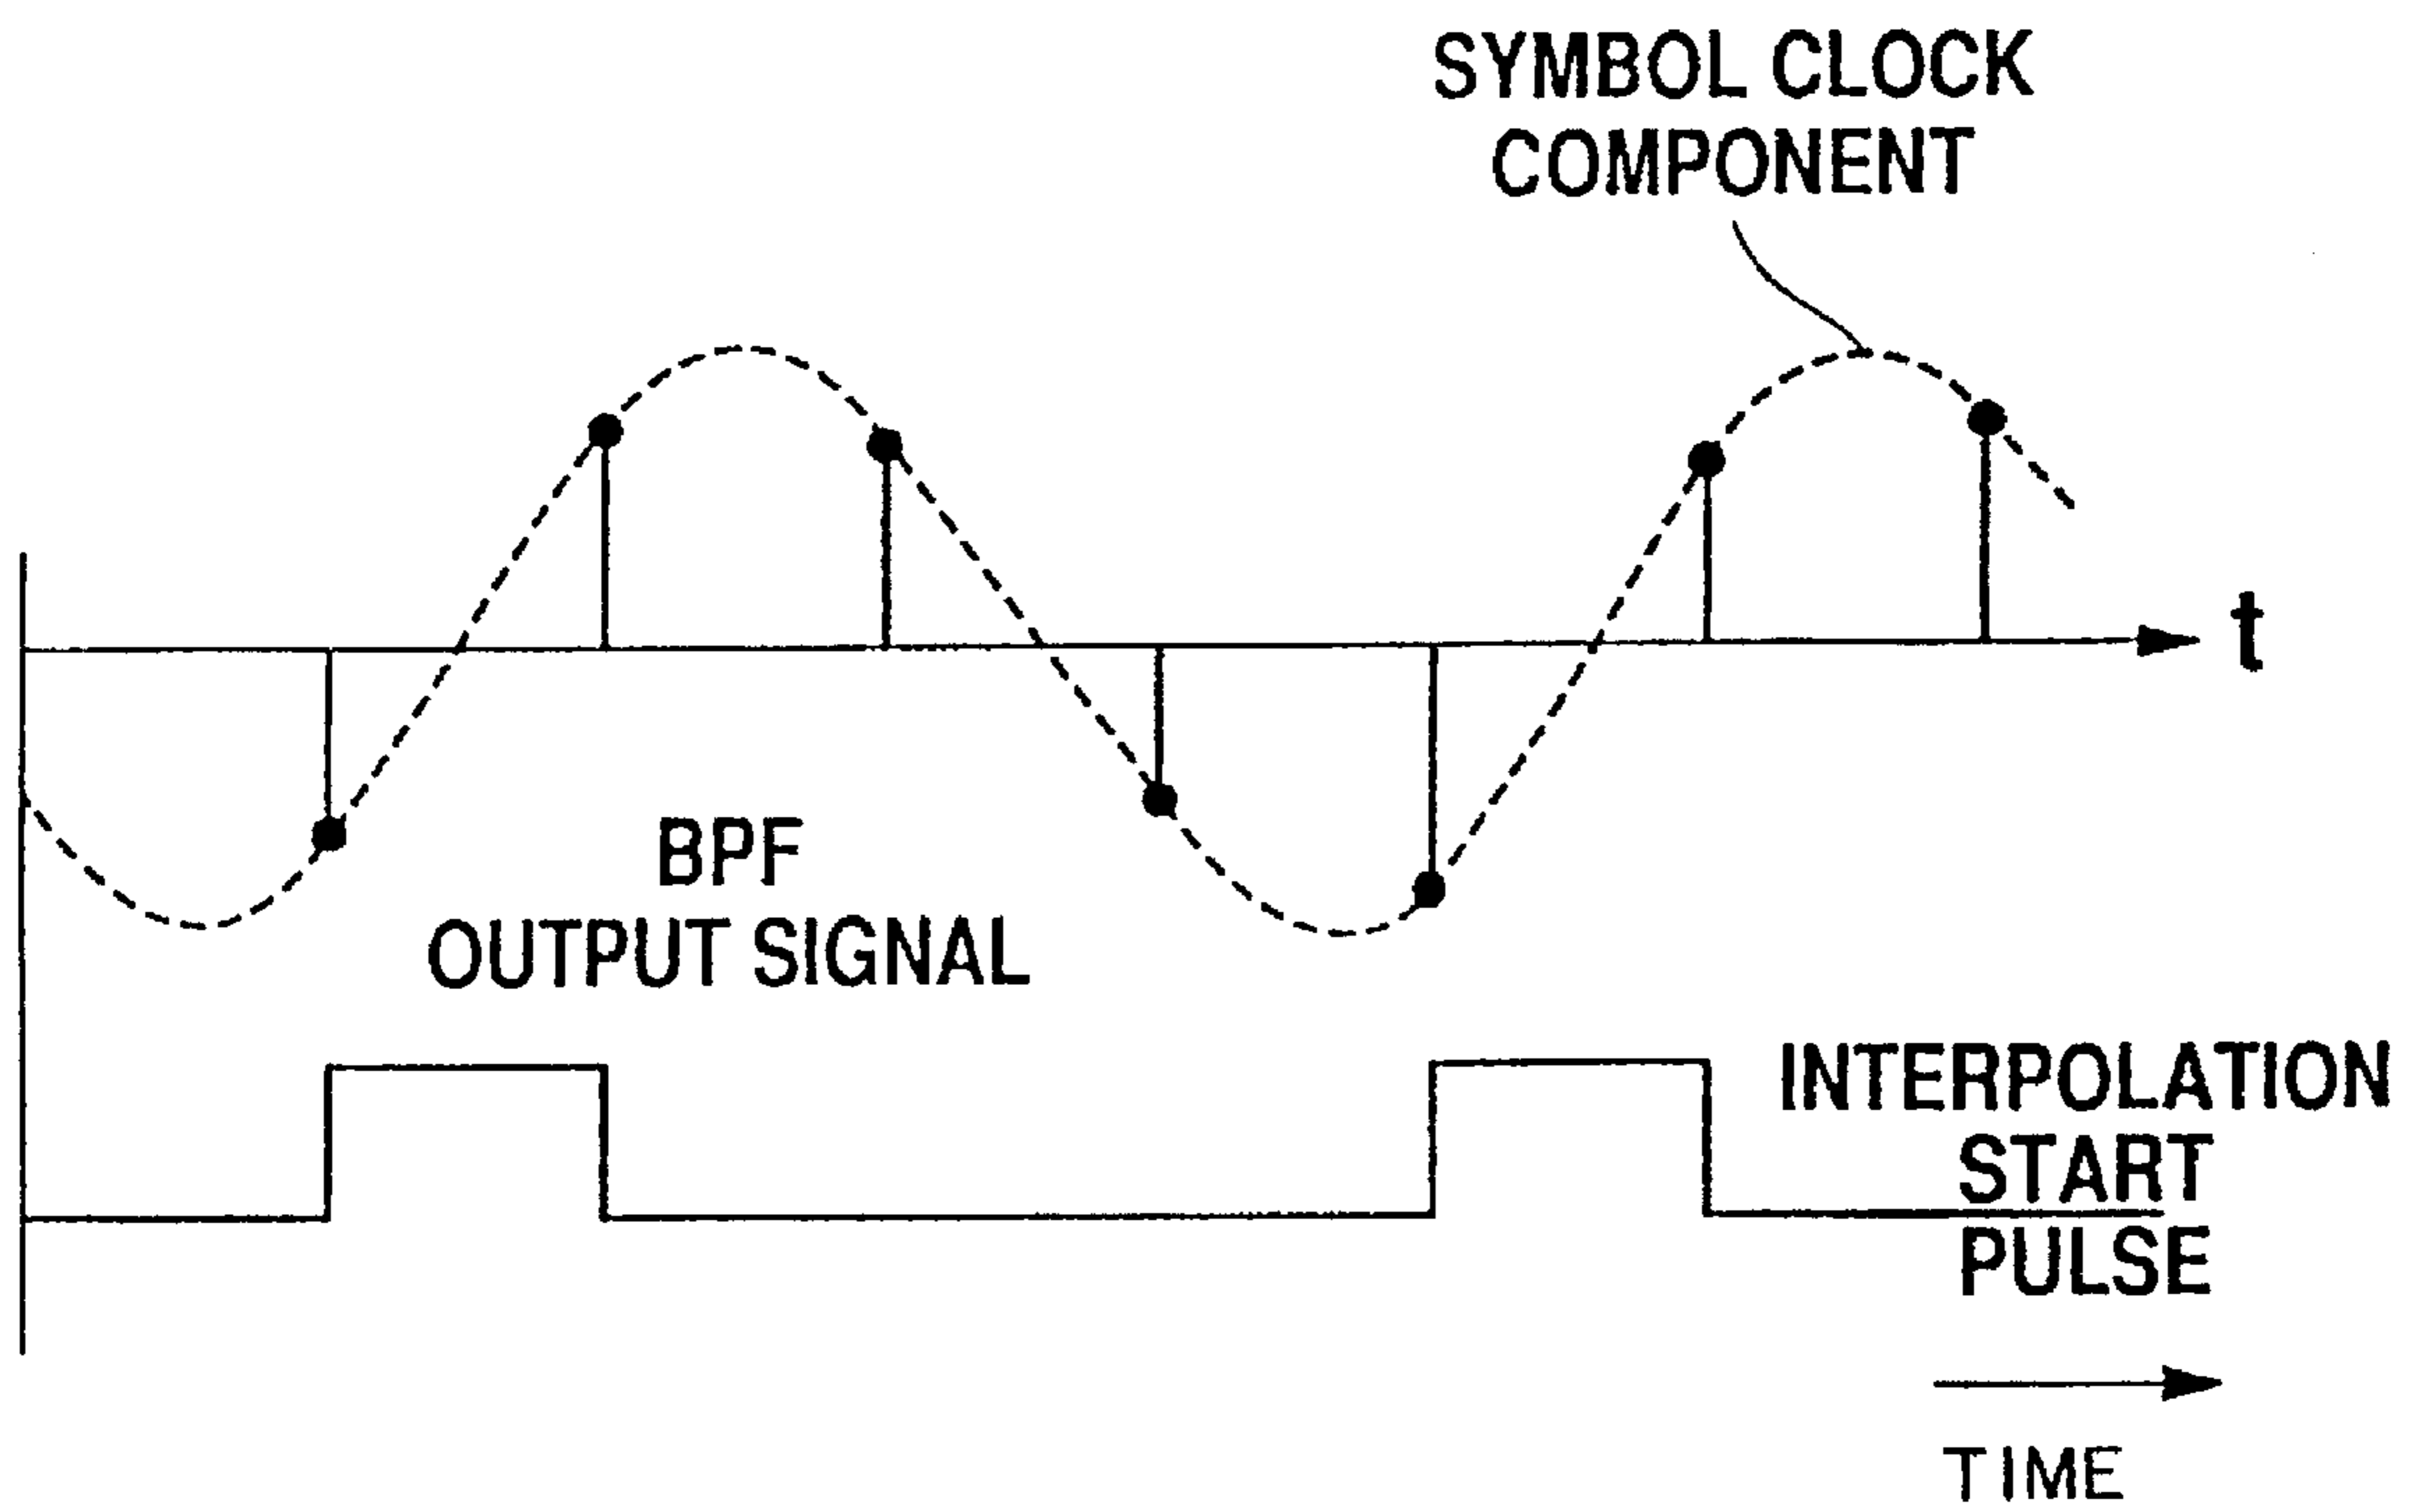 SYMBOL CLOCK
COMPONENT
t
BPF
OUTPUT SIGNAL
INTERPOLATION
START
PULSE
TIME